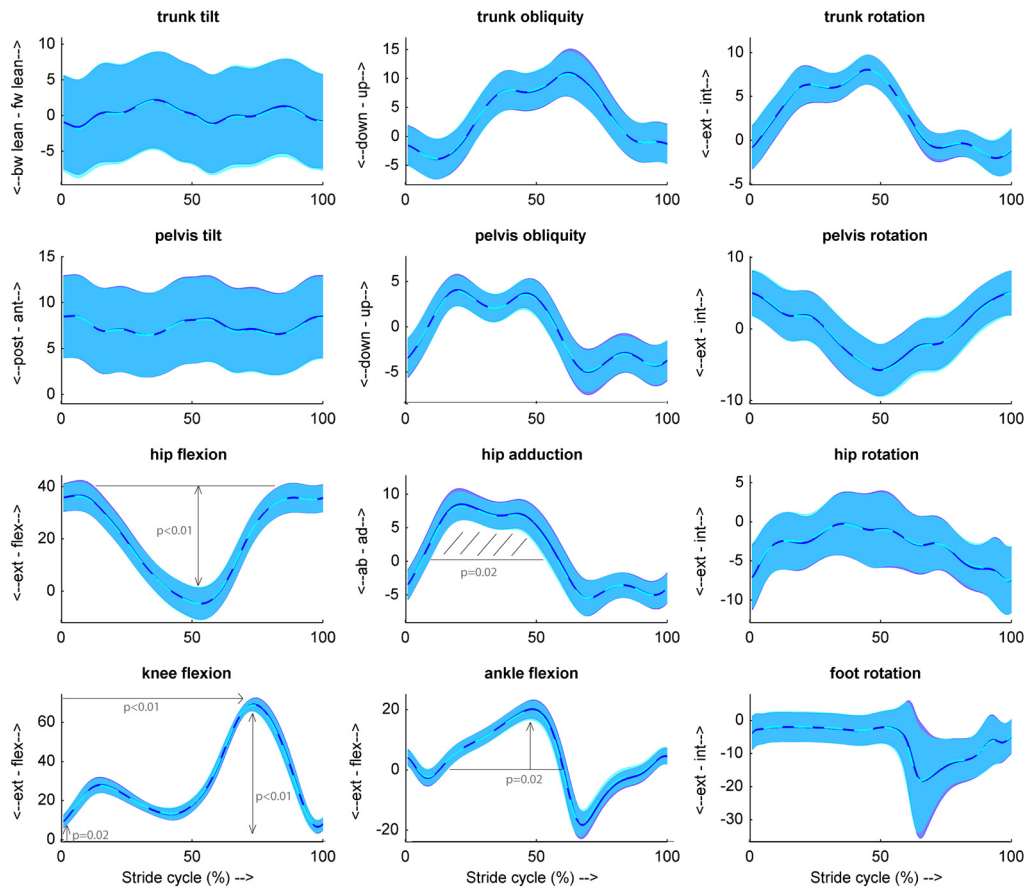 trunk tilt
<--bw lean - fw lean-->
10
5
0
-5
0
50
100
trunk obliquity
<--down - up-->
15
10
5
0
-5
0
50
100
trunk rotation
<--ext - int-->
10
5
0
-5
0
50
100
pelvis tilt
<--post - ant-->
15
10
5
0
0
50
100
pelvis obliquity
<--down - up-->
5
0
-5
0
50
100
pelvis rotation
<--ext - int-->
10
0
-10
0
50
100
hip flexion
<--ext - flex-->
40
20
0
p<0.01
0
50
100
hip adduction
<--ab - ad-->
10
5
0
-5
p=0.02
0
50
100
hip rotation
<--ext - int-->
5
0
-5
-10
0
50
100
knee flexion
<--ext - flex-->
60
40
20
0
p<0.01
p<0.01
p=0.02
0
50
100
Stride cycle (%) -->
ankle flexion
<--ext - flex-->
20
0
-20
p=0.02
0
50
100
Stride cycle (%) -->
foot rotation
<--ext - int-->
0
-10
-20
-30
0
50
100
Stride cycle (%) -->